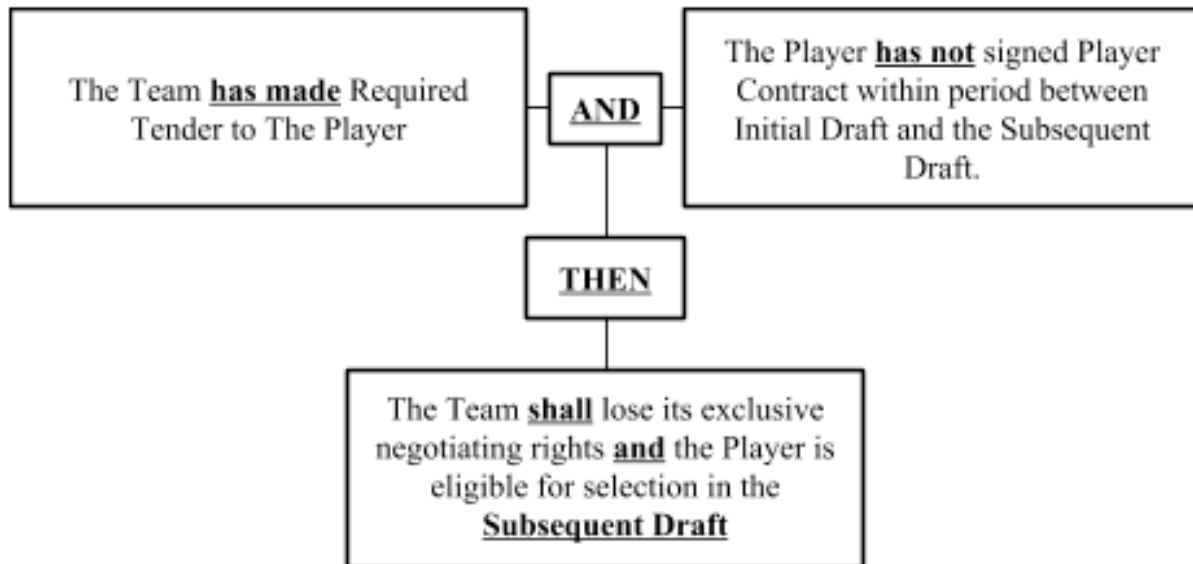 The Team has made Required
Tender to The Player
AND
The Player has not signed Player
Contract within period between
Initial Draft and the Subsequent
Draft.
THEN
The Team shall lose its exclusive
negotiating rights and the Player is
eligible for selection in the
Subsequent Draft